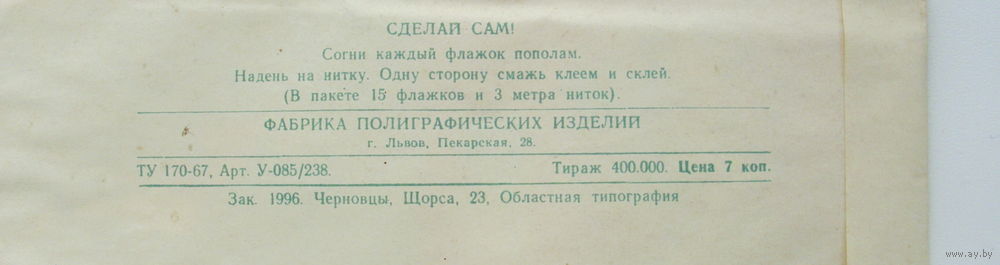 СДЕЛАЙ САМ!
Согни каждый флажок пополам.
Надень на нитку. Одну сторону смажь клеем и склей.
(В пакете 15 флажков и 3 метра ниток).
ФАБРИКА ПОЛИГРАФИЧЕСКИХ ИЗДЕЛИЙ
г. Львов, Пекарская, 28.
ТУ 170-67, Арт. У-085/238. Тираж 400.000. Цена 7 коп.
Зак. 1996. Черновцы, Щорса, 23, Областная типография
www.ay.by